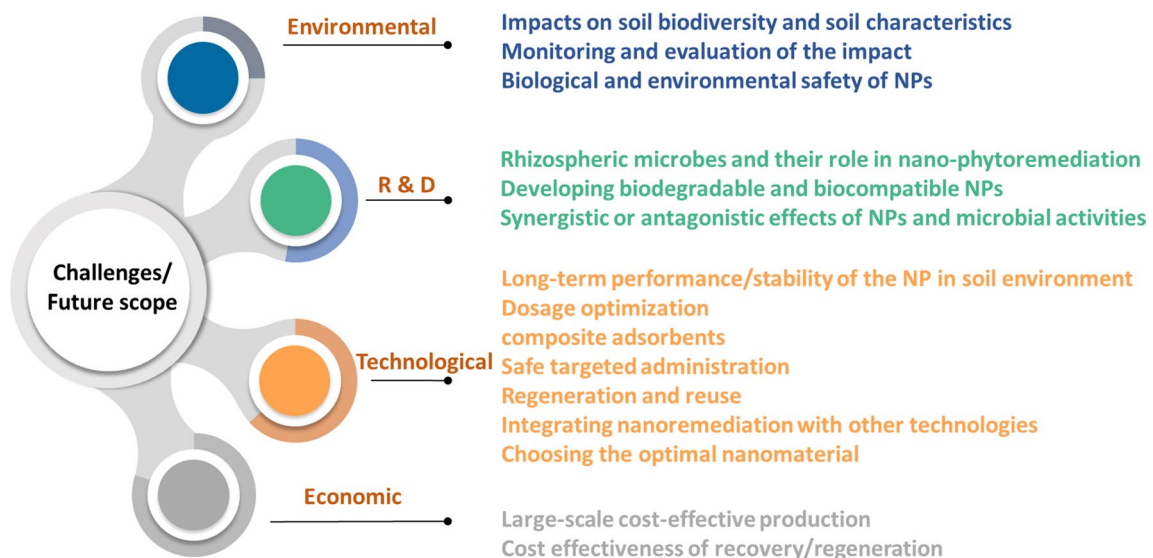 Challenges/
Future scope
Environmental
Impacts on soil biodiversity and soil characteristics
Monitoring and evaluation of the impact
Biological and environmental safety of NPs
R & D
Rhizospheric microbes and their role in nano-phytoremediation
Developing biodegradable and biocompatible NPs
Synergistic or antagonistic effects of NPs and microbial activities
Technological
Long-term performance/stability of the NP in soil environment
Dosage optimization
composite adsorbents
Safe targeted administration
Regeneration and reuse
Integrating nanoremediation with other technologies
Choosing the optimal nanomaterial
Economic
Large-scale cost-effective production
Cost effectiveness of recovery/regeneration